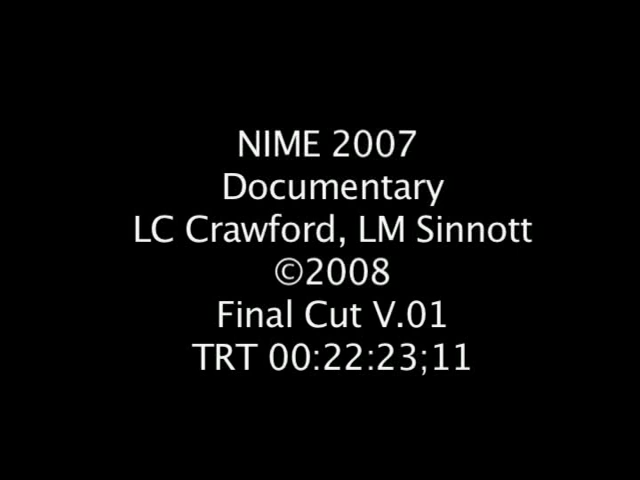 NIME 2007
Documentary
LC Crawford, LM Sinnott
©2008
Final Cut V.01
TRT 00:22:23;11